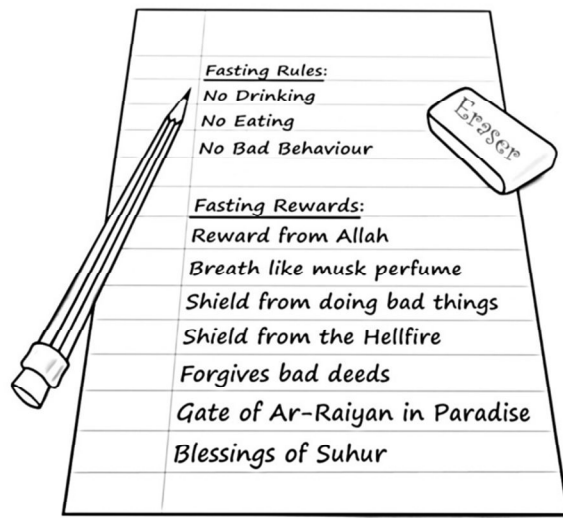 Fasting Rules:
No Drinking
No Eating
No Bad Behaviour
Eraser
Fasting Rewards:
Reward from Allah
Breath like musk perfume
Shield from doing bad things
Shield from the Hellfire
Forgives bad deeds
Gate of Ar-Raiyan in Paradise
Blessings of Suhur